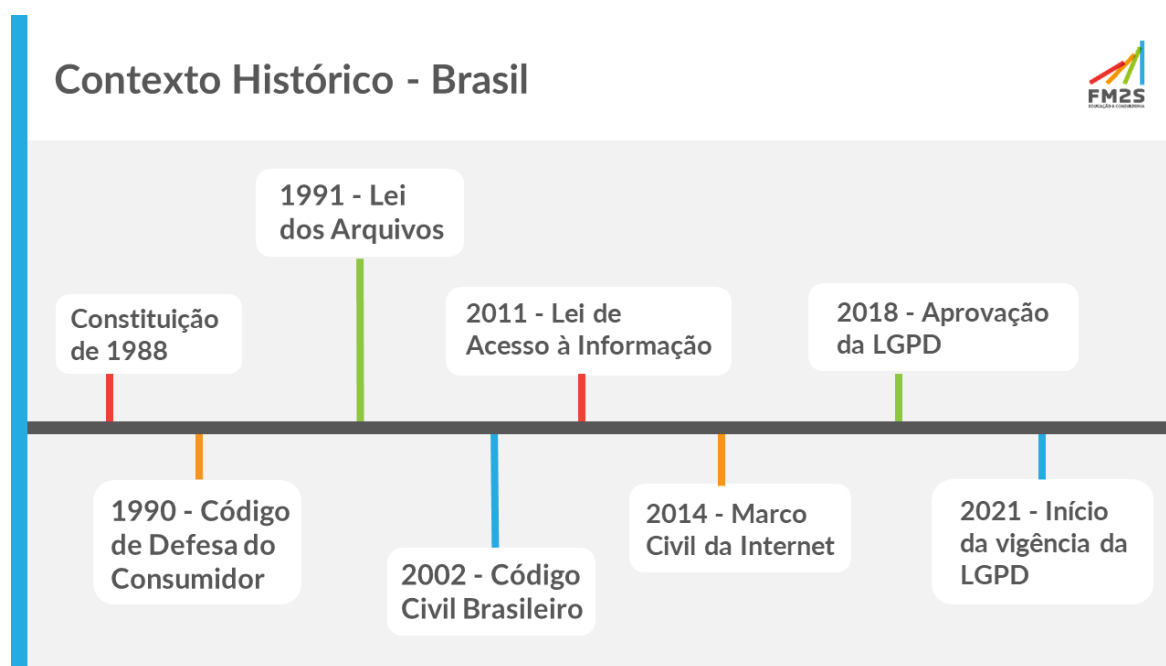 Contexto Histórico - Brasil
FM2S
EDUCAÇÃO E CONSULTORIA
1991 - Lei
dos Arquivos
Constituição
de 1988
2011 - Lei de
Acesso à Informação
2018 - Aprovação
da LGPD
1990 - Código
de Defesa do
Consumidor
2002 - Código
Civil Brasileiro
2014 - Marco
Civil da Internet
2021 - Início
da vigência da
LGPD